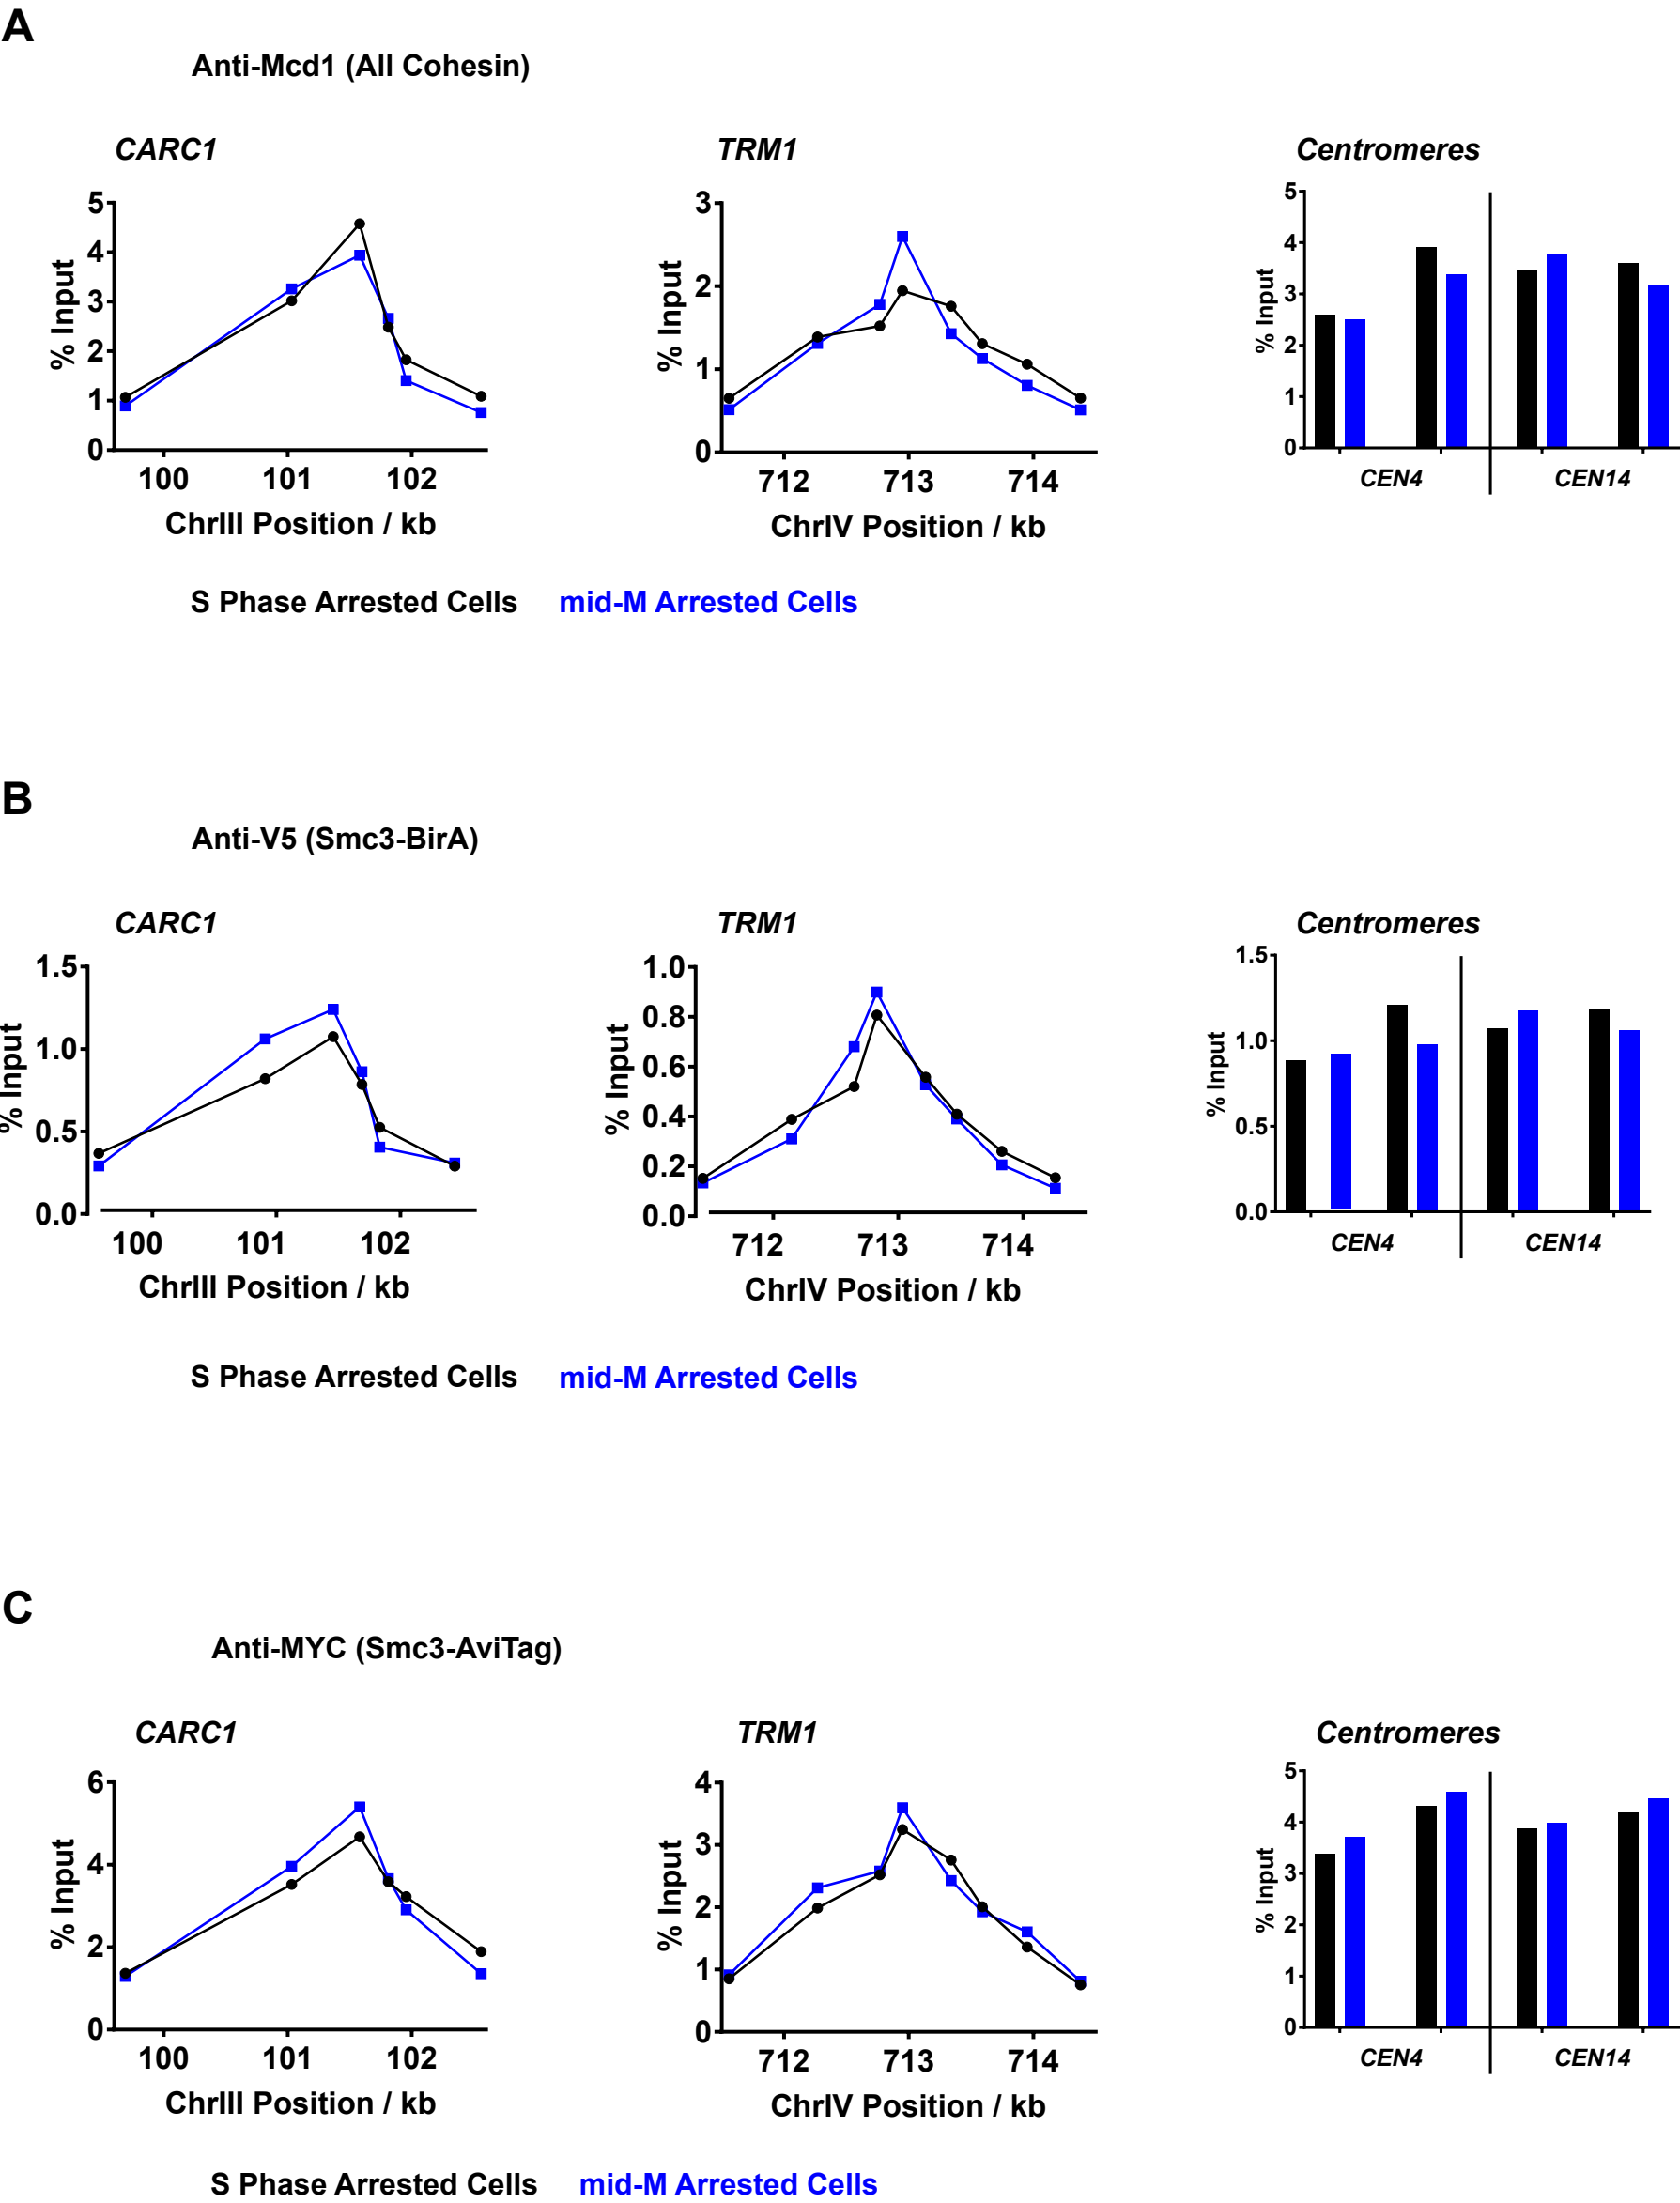 A
Anti-Mcd1 (All Cohesin)
CARC1
TRM1
Centromeres
5
4
3
2
1
0
% Input
100 101 102
ChrIII Position / kb
3
2
1
0
% Input
712 713 714
ChrIV Position / kb
5
4
3
2
1
0
% Input
CEN4 CEN14
S Phase Arrested Cells mid-M Arrested Cells
B
Anti-V5 (Smc3-BirA)
CARC1
TRM1
Centromeres
1.5
1.0
0.5
0.0
% Input
100 101 102
ChrIII Position / kb
1.0
0.8
0.6
0.4
0.2
0.0
% Input
712 713 714
ChrIV Position / kb
1.5
1.0
0.5
0.0
% Input
CEN4 CEN14
S Phase Arrested Cells mid-M Arrested Cells
C
Anti-MYC (Smc3-AviTag)
CARC1
TRM1
Centromeres
6
4
2
0
% Input
100 101 102
ChrIII Position / kb
4
3
2
1
0
% Input
712 713 714
ChrIV Position / kb
5
4
3
2
1
0
% Input
CEN4 CEN14
S Phase Arrested Cells mid-M Arrested Cells